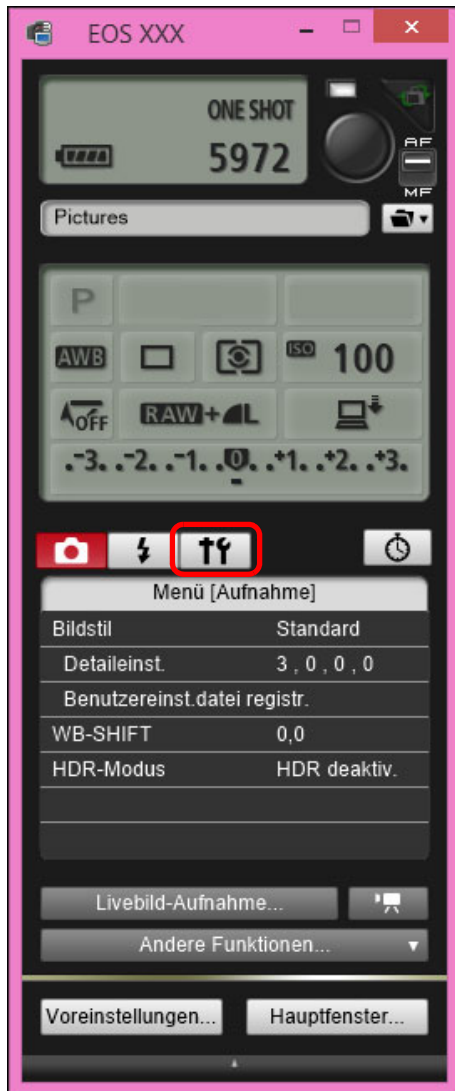 EOS XXX
ONE SHOT
5972
AF
MF
Pictures
P
AWB
ISO 100
OFF RAW+L
.-3. .-2. .-1. .0. .+1. .+2. .+3.
Menü [Aufnahme]
Bildstil Standard
Detaileinst. 3 , 0 , 0 , 0
Benutzereinst.datei registr.
WB-SHIFT 0,0
HDR-Modus HDR deaktiv.
Livebild-Aufnahme...
Andere Funktionen...
Voreinstellungen... Hauptfenster...